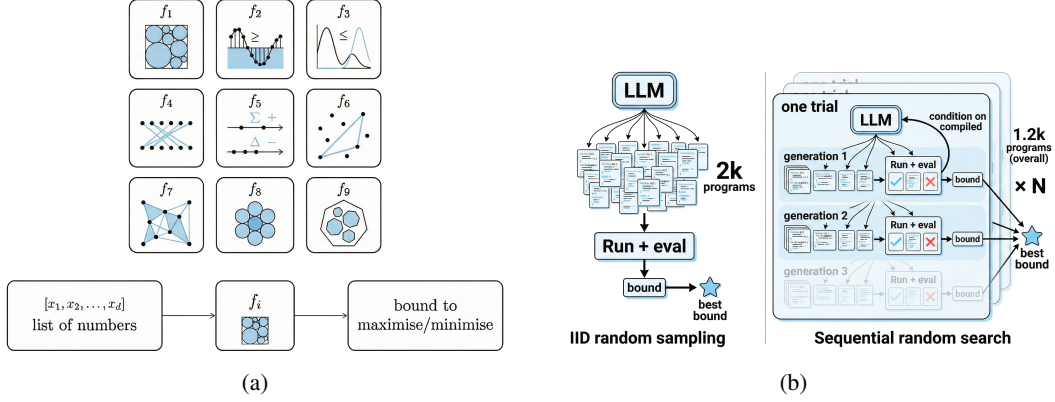 f₁
f₂
f₃
≥
≤
f₄
f₅
f₆
Σ +
Δ −
f₇
f₈
f₉
[x₁, x₂, …, x_d]
list of numbers
fᵢ
bound to
maximise/minimise
(a)
LLM
2k
programs
Run + eval
bound
best
bound
IID random sampling
one trial
LLM
condition on
compiled
generation 1
Run + eval
bound
generation 2
Run + eval
bound
generation 3
Run + eval
bound
1.2k
programs
(overall)
× N
best
bound
Sequential random search
(b)